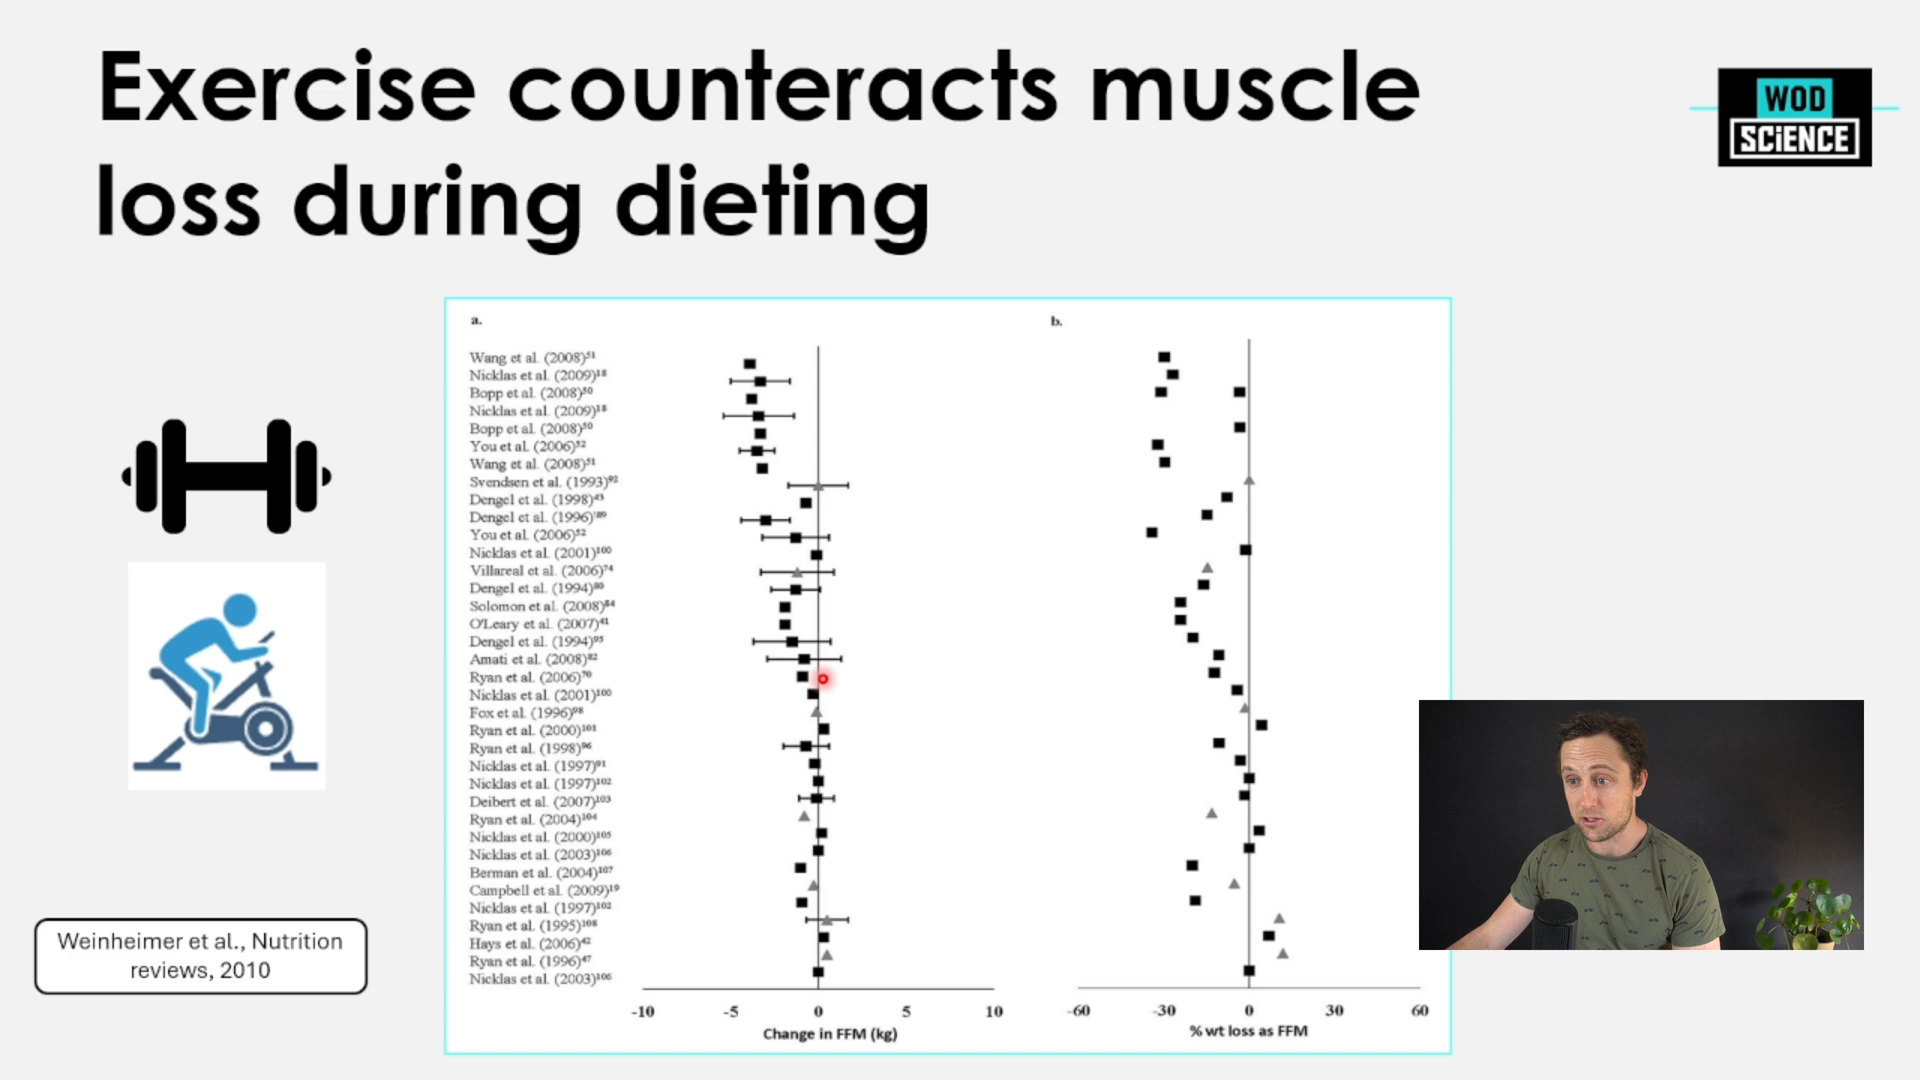 Exercise counteracts muscle
loss during dieting
WOD
SCiENCE
a.
b.
Wang et al. (2008)⁵¹
Nicklas et al. (2009)¹⁸
Bopp et al. (2008)⁵⁰
Nicklas et al. (2009)¹⁸
Bopp et al. (2008)⁵⁰
You et al. (2006)⁵²
Wang et al. (2008)⁵¹
Svendsen et al. (1993)⁹²
Dengel et al. (1998)⁴³
Dengel et al. (1996)⁸⁹
You et al. (2006)⁵²
Nicklas et al. (2001)¹⁰⁰
Villareal et al. (2006)⁷⁴
Dengel et al. (1994)⁸⁰
Solomon et al. (2008)⁸⁴
O'Leary et al. (2007)⁴¹
Dengel et al. (1994)⁹⁵
Amati et al. (2008)⁸²
Ryan et al. (2006)⁷⁰
Nicklas et al. (2001)¹⁰⁰
Fox et al. (1996)⁹⁸
Ryan et al. (2000)¹⁰¹
Ryan et al. (1998)⁹⁶
Nicklas et al. (1997)⁹¹
Nicklas et al. (1997)¹⁰²
Deibert et al. (2007)¹⁰³
Ryan et al. (2004)¹⁰⁴
Nicklas et al. (2000)¹⁰⁵
Nicklas et al. (2003)¹⁰⁶
Berman et al. (2004)¹⁰⁷
Campbell et al. (2009)¹⁹
Nicklas et al. (1997)¹⁰²
Ryan et al. (1995)¹⁰⁸
Hays et al. (2006)⁴²
Ryan et al. (1996)⁴⁷
Nicklas et al. (2003)¹⁰⁶
-10 -5 0 5 10
Change in FFM (kg)
-60 -30 0 30 60
% wt loss as FFM
Weinheimer et al., Nutrition
reviews, 2010